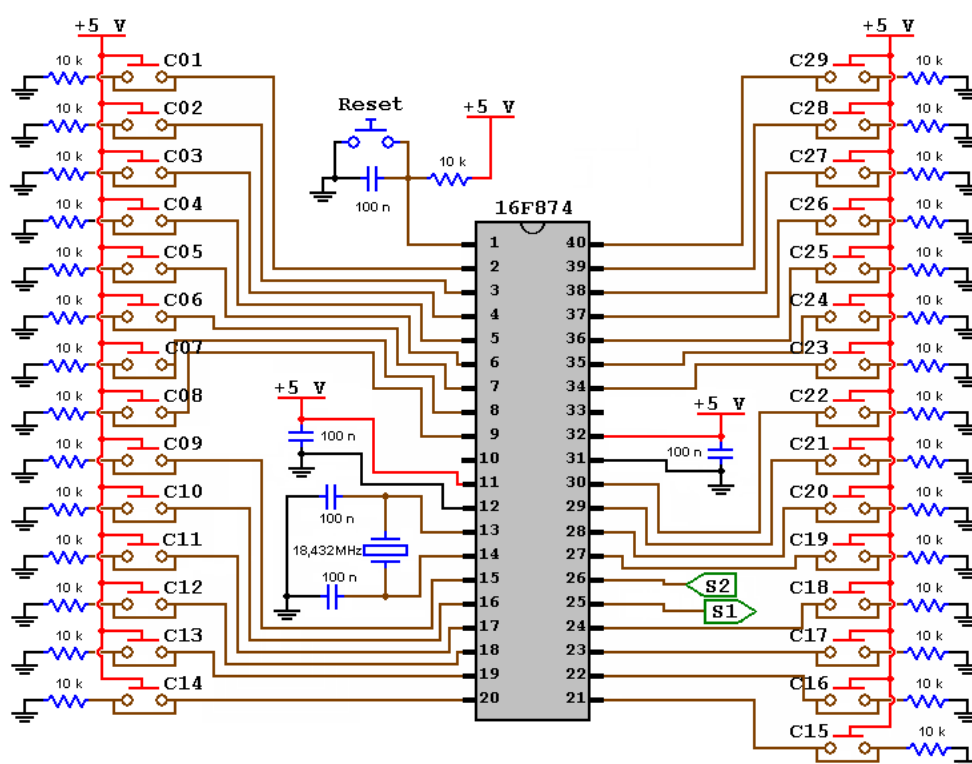 +5 V
+5 V
10 k
C01
C29
10 k
10 k
C02
Reset
+5 V
C28
10 k
10 k
C03
10 k
C27
10 k
100 n
10 k
C04
16F874
C26
10 k
10 k
C05
1
40
C25
10 k
2
39
10 k
C06
3
38
C24
10 k
4
37
10 k
C07
5
36
C23
10 k
6
35
10 k
C08
+5 V
7
34
+5 V
C22
10 k
8
33
10 k
C09
100 n
9
32
100 n
C21
10 k
10
31
10 k
C10
11
30
C20
10 k
12
29
100 n
10 k
C11
18,432MHz
13
28
C19
10 k
14
27
100 n
10 k
C12
15
26
S2
C18
10 k
16
25
S1
10 k
C13
17
24
C17
10 k
18
23
10 k
C14
19
22
C16
10 k
20
21
C15
10 k